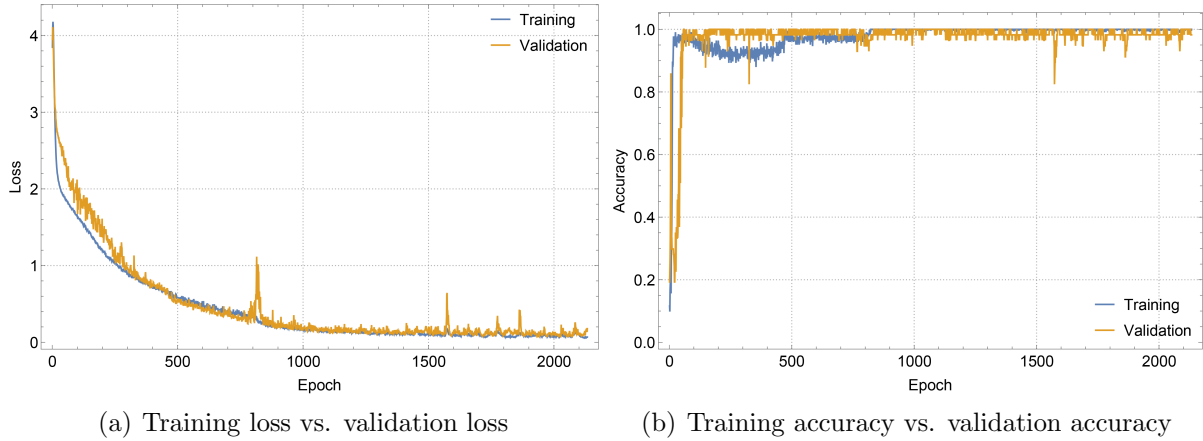 Training
Validation
4
3
2
1
0
Loss
0
500
1000
1500
2000
Epoch
(a) Training loss vs. validation loss
1.0
0.8
0.6
0.4
0.2
0.0
Accuracy
Training
Validation
0
500
1000
1500
2000
Epoch
(b) Training accuracy vs. validation accuracy